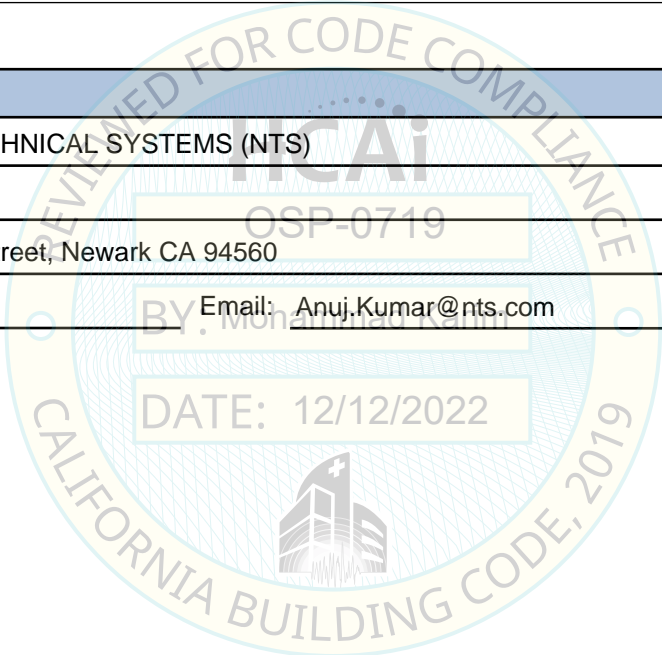 REVIEWED FOR CODE COMPLIANCE
HCAi
HNICAL SYSTEMS (NTS)
OSP-0719
reet, Newark CA 94560
Email: Anuj.Kumar@nts.com
BY: Mohammad Karim
DATE: 12/12/2022
CALIFORNIA BUILDING CODE, 2019